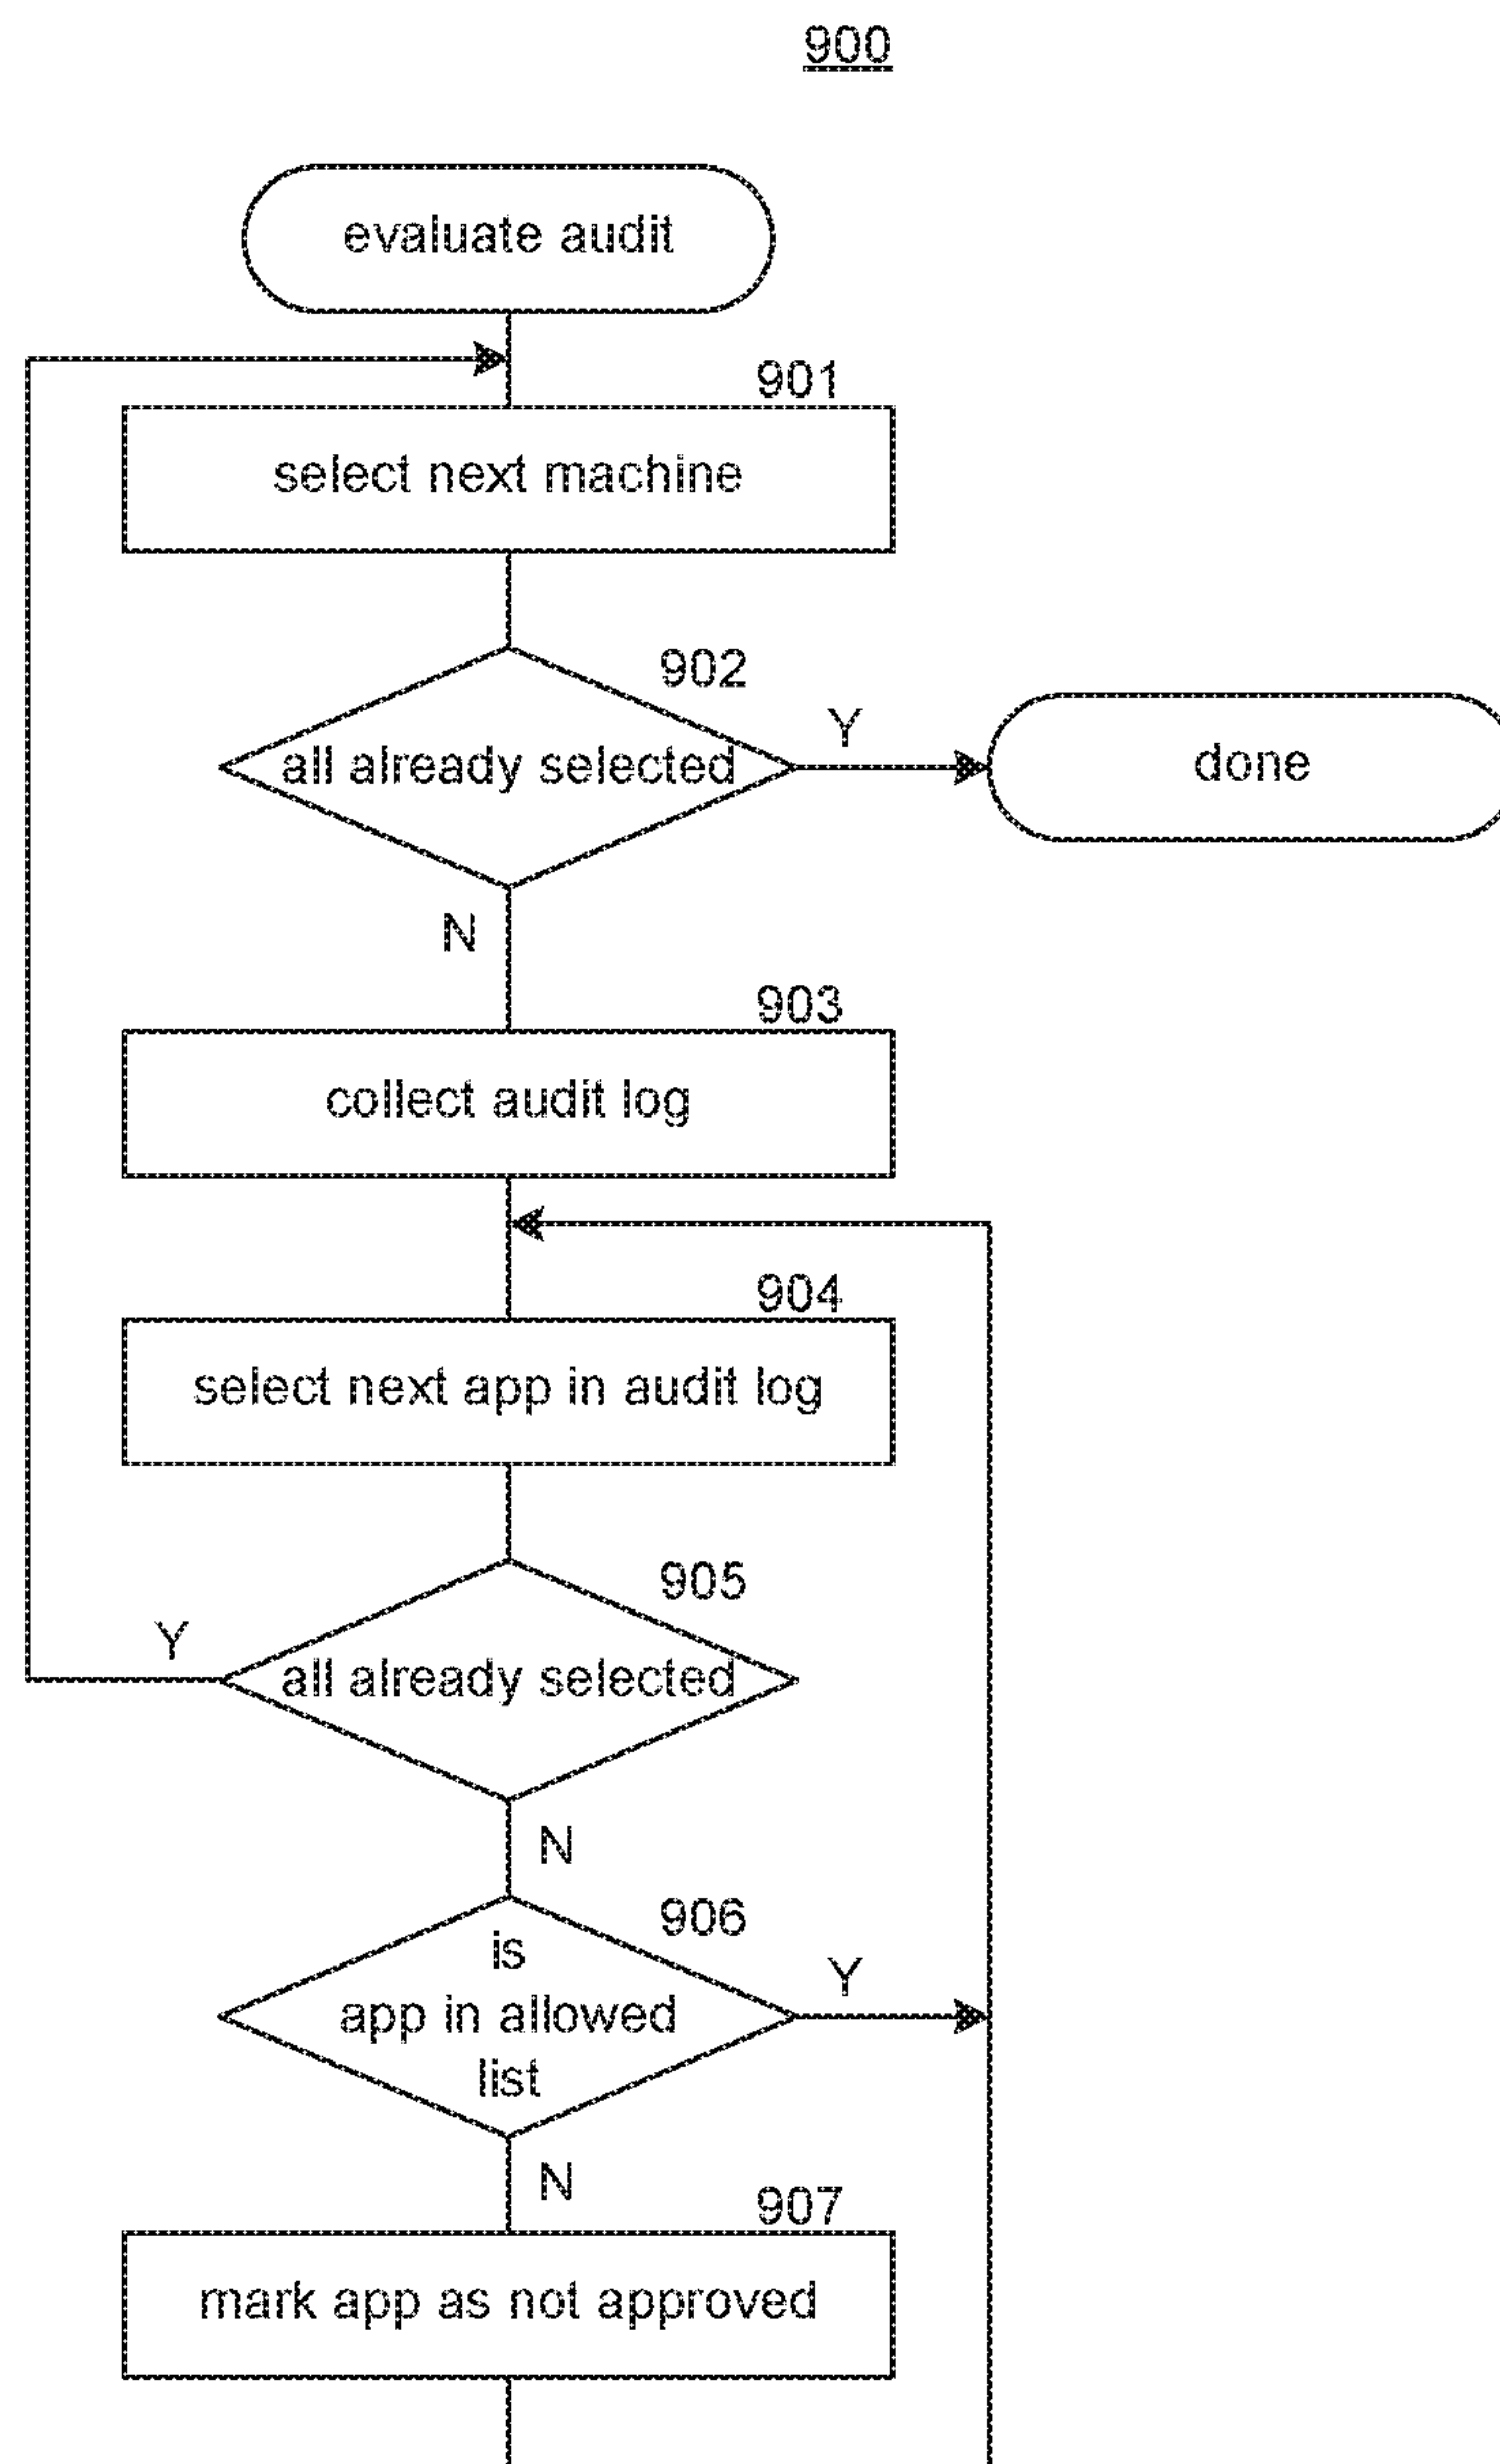 900
evaluate audit
901
select next machine
902
all already selected
Y
done
N
903
collect audit log
904
select next app in audit log
905
Y
all already selected
N
906
is
app in allowed
list
Y
N
907
mark app as not approved